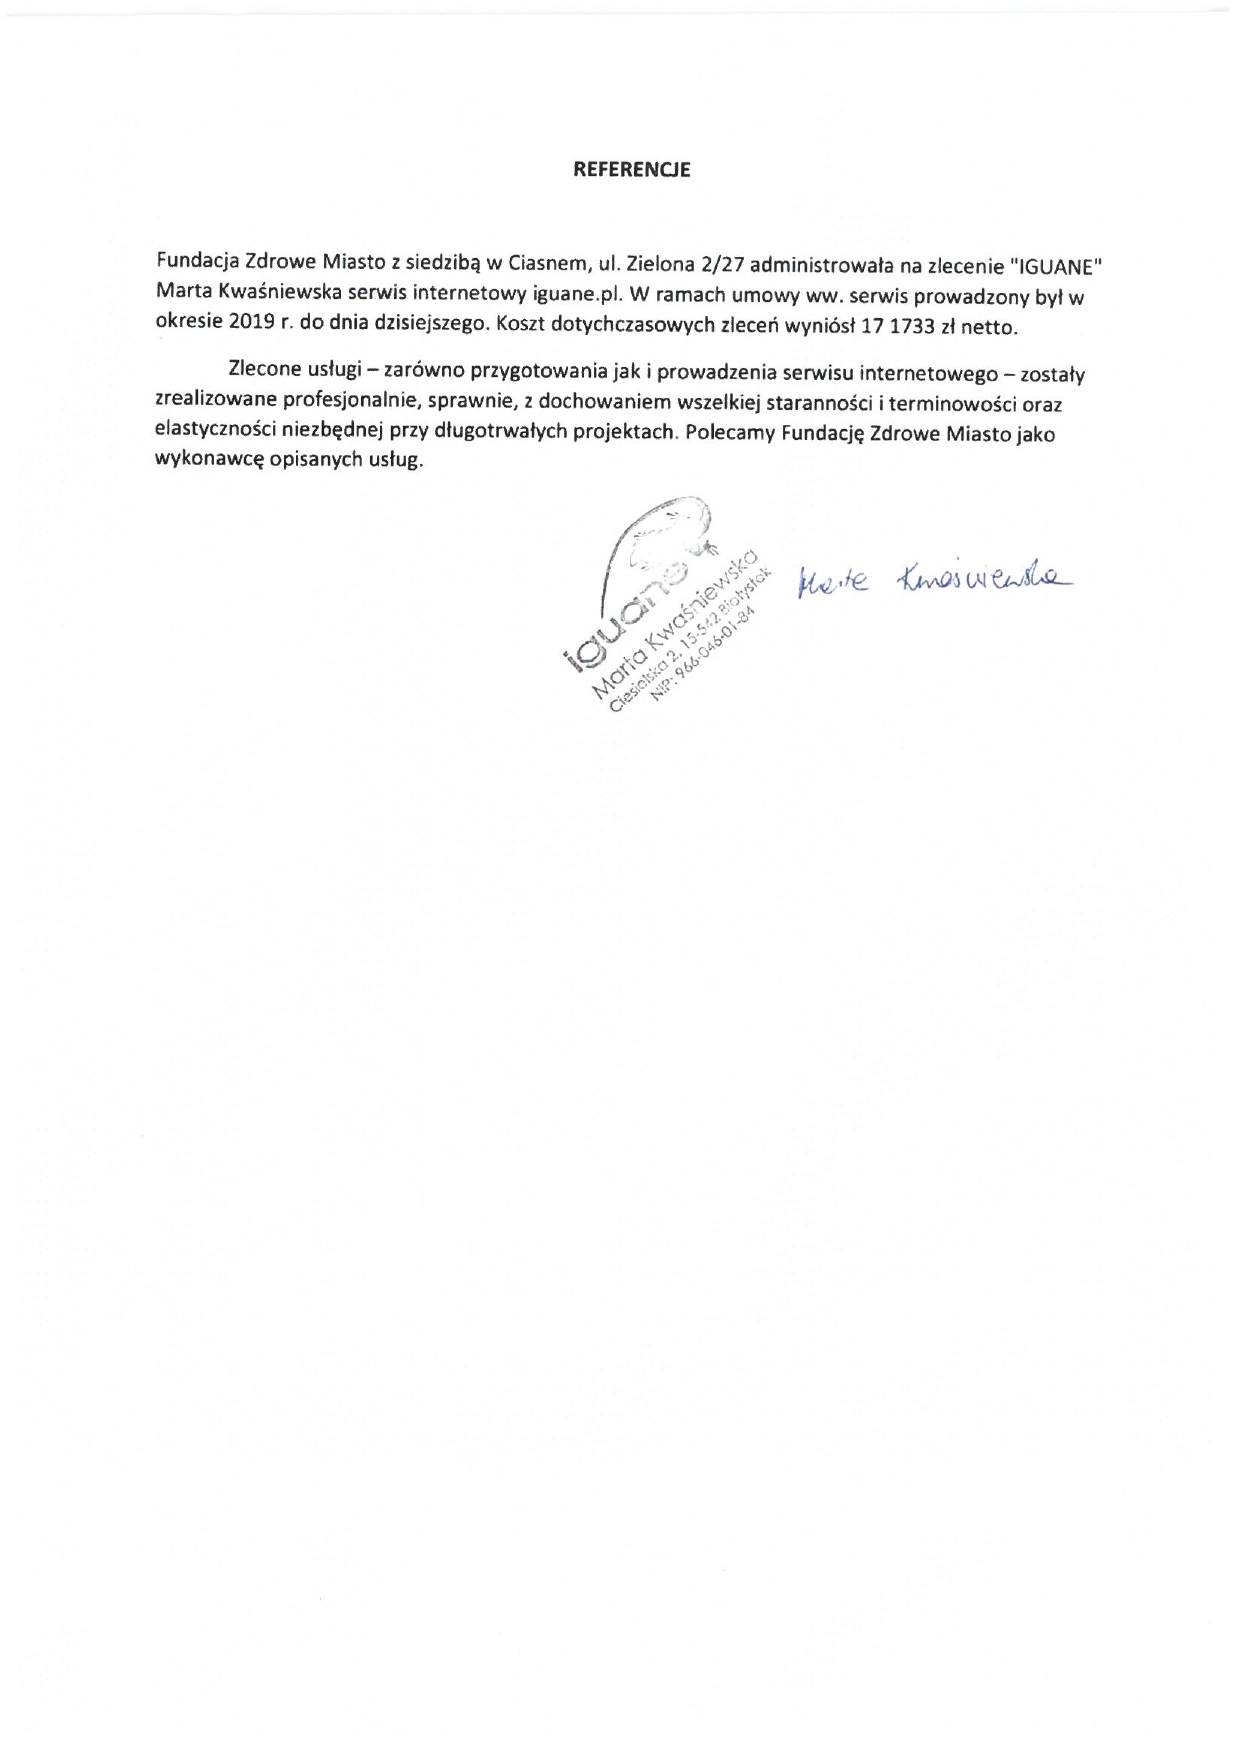 REFERENCJE
Fundacja Zdrowe Miasto z siedzibą w Ciasnem, ul. Zielona 2/27 administrowała na zlecenie "IGUANE"
Marta Kwaśniewska serwis internetowy iguane.pl. W ramach umowy ww. serwis prowadzony był w
okresie 2019 r. do dnia dzisiejszego. Koszt dotychczasowych zleceń wyniósł 17 1733 zł netto.
Zlecone usługi – zarówno przygotowania jak i prowadzenia serwisu internetowego – zostały
zrealizowane profesjonalnie, sprawnie, z dochowaniem wszelkiej staranności i terminowości oraz
elastyczności niezbędnej przy długotrwałych projektach. Polecamy Fundację Zdrowe Miasto jako
wykonawcę opisanych usług.
iguane
Marta Kwaśniewska
Ciesielska 2, 15-542 Białystok
NIP: 966-046-01-84
Marta Kwaśniewska